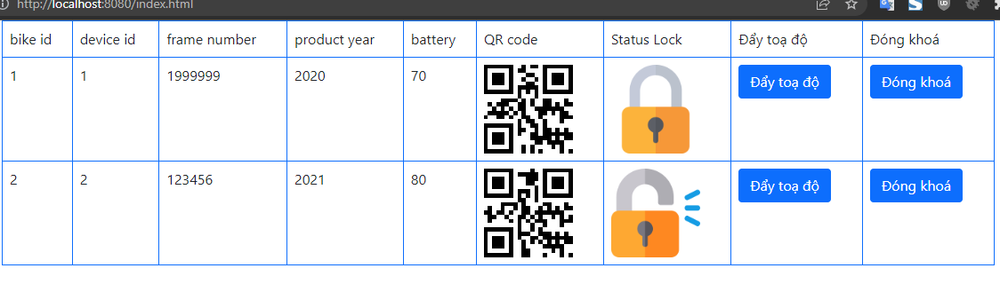 http://localhost:8080/index.html
bike id device id frame number product year battery QR code Status Lock Đẩy toạ độ Đóng khoá
1 1 1999999 2020 70 Đẩy toạ độ Đóng khoá
2 2 123456 2021 80 Đẩy toạ độ Đóng khoá